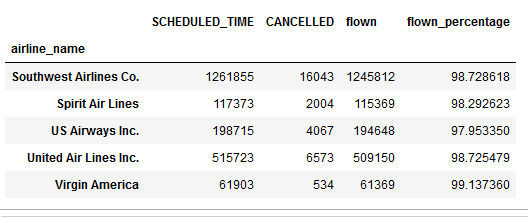 SCHEDULED_TIME CANCELLED flown flown_percentage
airline_name
Southwest Airlines Co. 1261855 16043 1245812 98.728618
Spirit Air Lines 117373 2004 115369 98.292623
US Airways Inc. 198715 4067 194648 97.953350
United Air Lines Inc. 515723 6573 509150 98.725479
Virgin America 61903 534 61369 99.137360